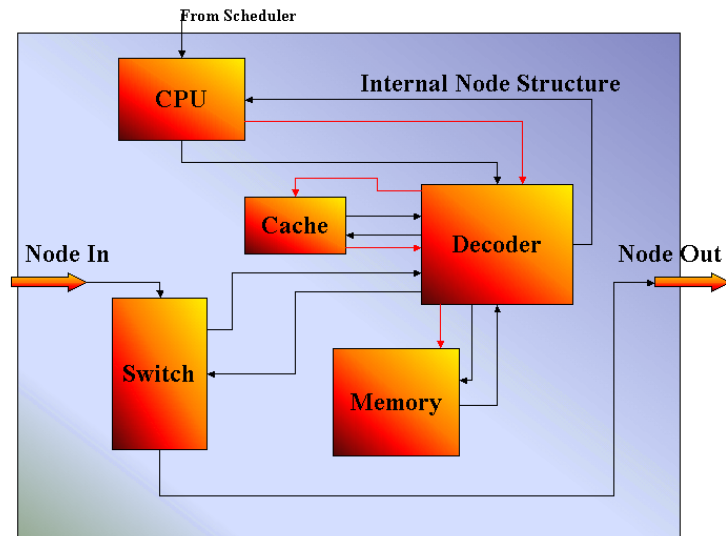 From Scheduler
CPU
Internal Node Structure
Cache
Decoder
Node In
Node Out
Switch
Memory